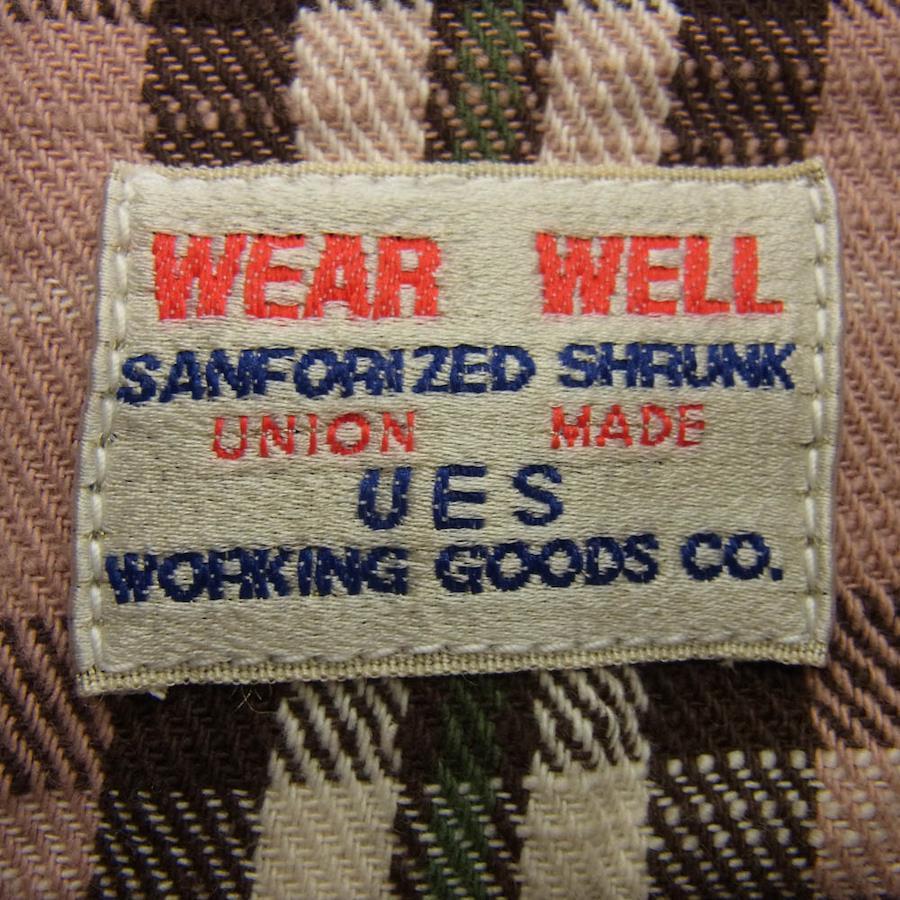 WEAR WELL
SANFORIZED SHRUNK
UNION MADE
UES
WORKING GOODS CO.